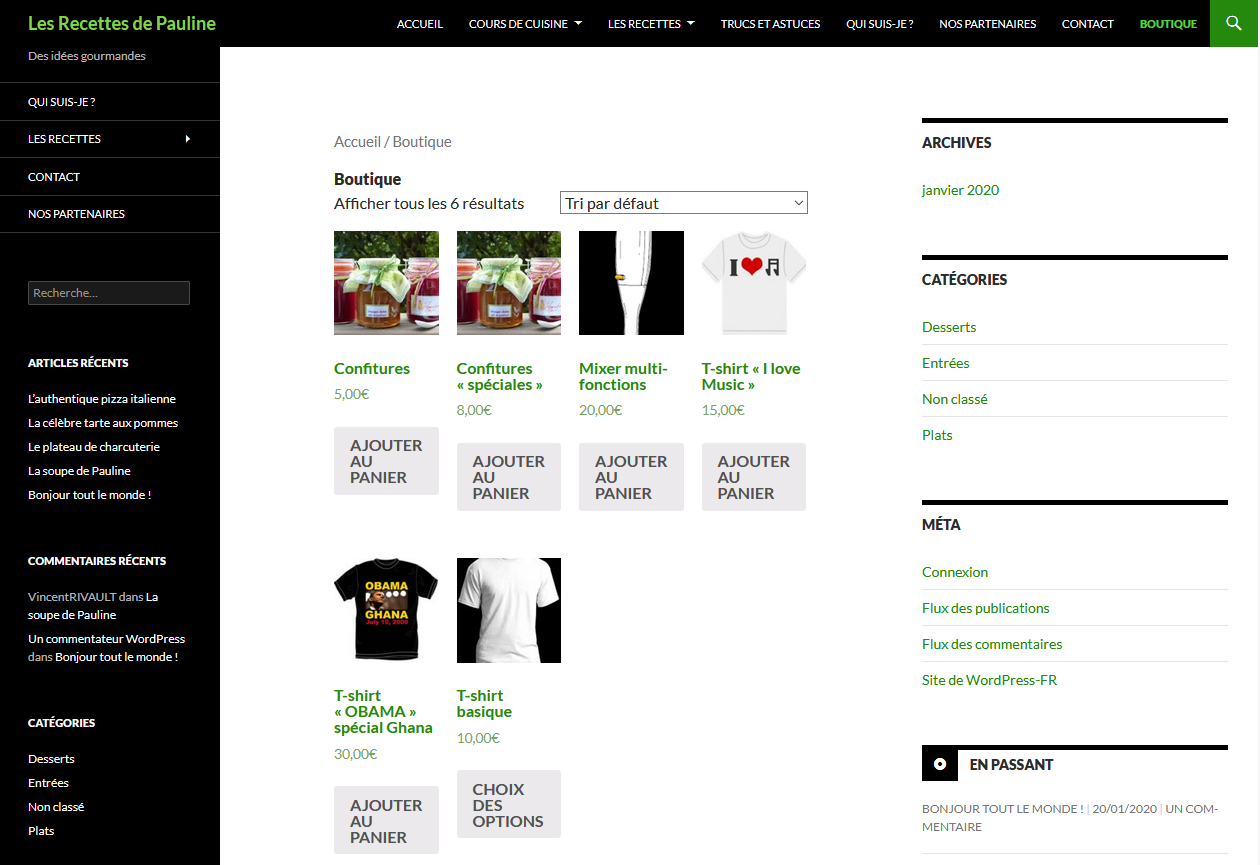 Les Recettes de Pauline
ACCUEIL COURS DE CUISINE LES RECETTES TRUCS ET ASTUCES QUI SUIS-JE ? NOS PARTENAIRES CONTACT BOUTIQUE
Des idées gourmandes
QUI SUIS-JE ?
LES RECETTES
CONTACT
NOS PARTENAIRES
Recherche...
ARTICLES RÉCENTS
L'authentique pizza italienne
La célèbre tarte aux pommes
Le plateau de charcuterie
La soupe de Pauline
Bonjour tout le monde !
COMMENTAIRES RÉCENTS
VincentRIVAULT dans La
soupe de Pauline
Un commentateur WordPress
dans Bonjour tout le monde !
CATÉGORIES
Desserts
Entrées
Non classé
Plats
Accueil / Boutique
Boutique
Afficher tous les 6 résultats
Tri par défaut
Confitures
5,00€
AJOUTER
AU
PANIER
Confitures
« spéciales »
8,00€
AJOUTER
AU
PANIER
Mixer multi-
fonctions
20,00€
AJOUTER
AU
PANIER
I
T-shirt « I love
Music »
15,00€
AJOUTER
AU
PANIER
OBAMA
GHANA
July 10, 2009
T-shirt
« OBAMA »
spécial Ghana
30,00€
AJOUTER
AU
PANIER
T-shirt
basique
10,00€
CHOIX
DES
OPTIONS
ARCHIVES
janvier 2020
CATÉGORIES
Desserts
Entrées
Non classé
Plats
MÉTA
Connexion
Flux des publications
Flux des commentaires
Site de WordPress-FR
EN PASSANT
BONJOUR TOUT LE MONDE ! | 20/01/2020 | UN COM-
MENTAIRE